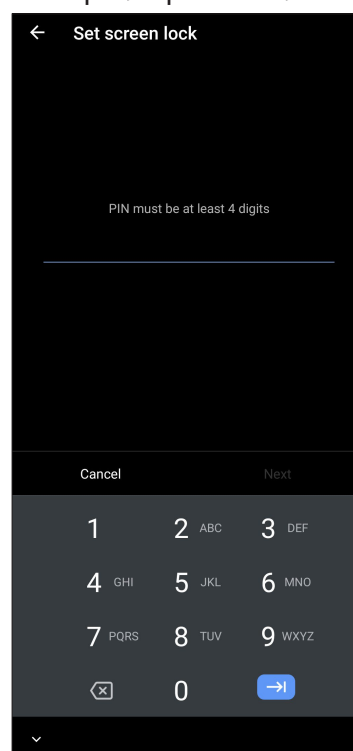 Set screen lock
PIN must be at least 4 digits
Cancel Next
1 2 ABC 3 DEF
4 GHI 5 JKL 6 MNO
7 PQRS 8 TUV 9 WXYZ
0